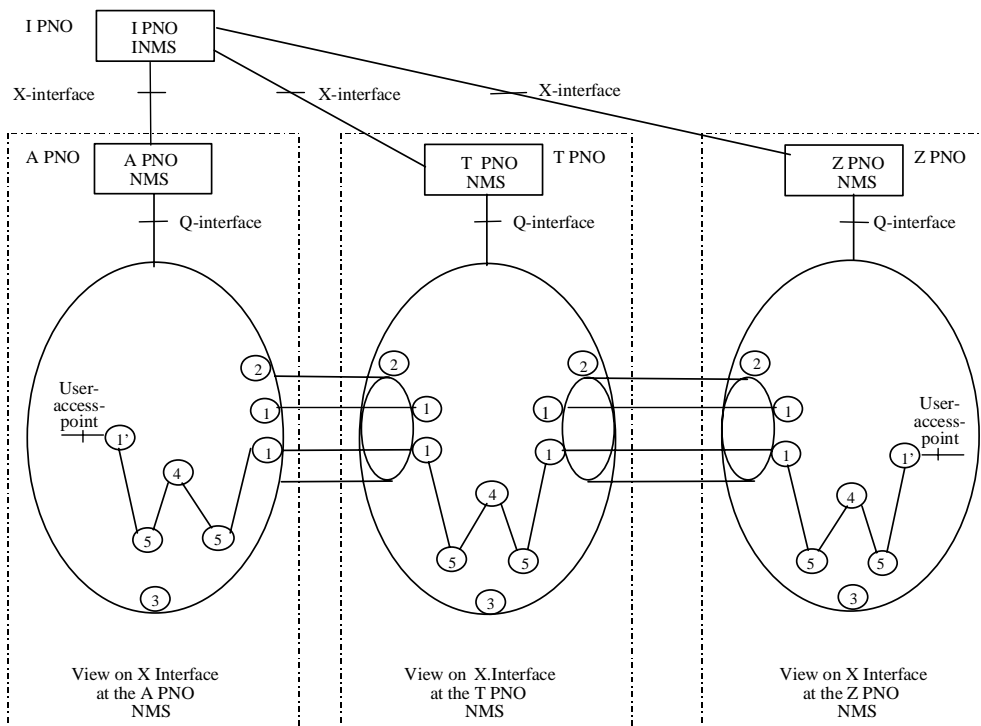 I PNO
I PNO
INMS
X-interface
X-interface
X-interface
A PNO
A PNO
NMS
T PNO
NMS
T PNO
Z PNO
NMS
Z PNO
Q-interface
Q-interface
Q-interface
2
2
2
2
User-
access-
point
1
1
1
1
User-
access-
point
1'
1
1
1
1
1'
4
4
4
5
5
5
5
5
5
3
3
3
View on X Interface
at the A PNO
NMS
View on X.Interface
at the T PNO
NMS
View on X Interface
at the Z PNO
NMS